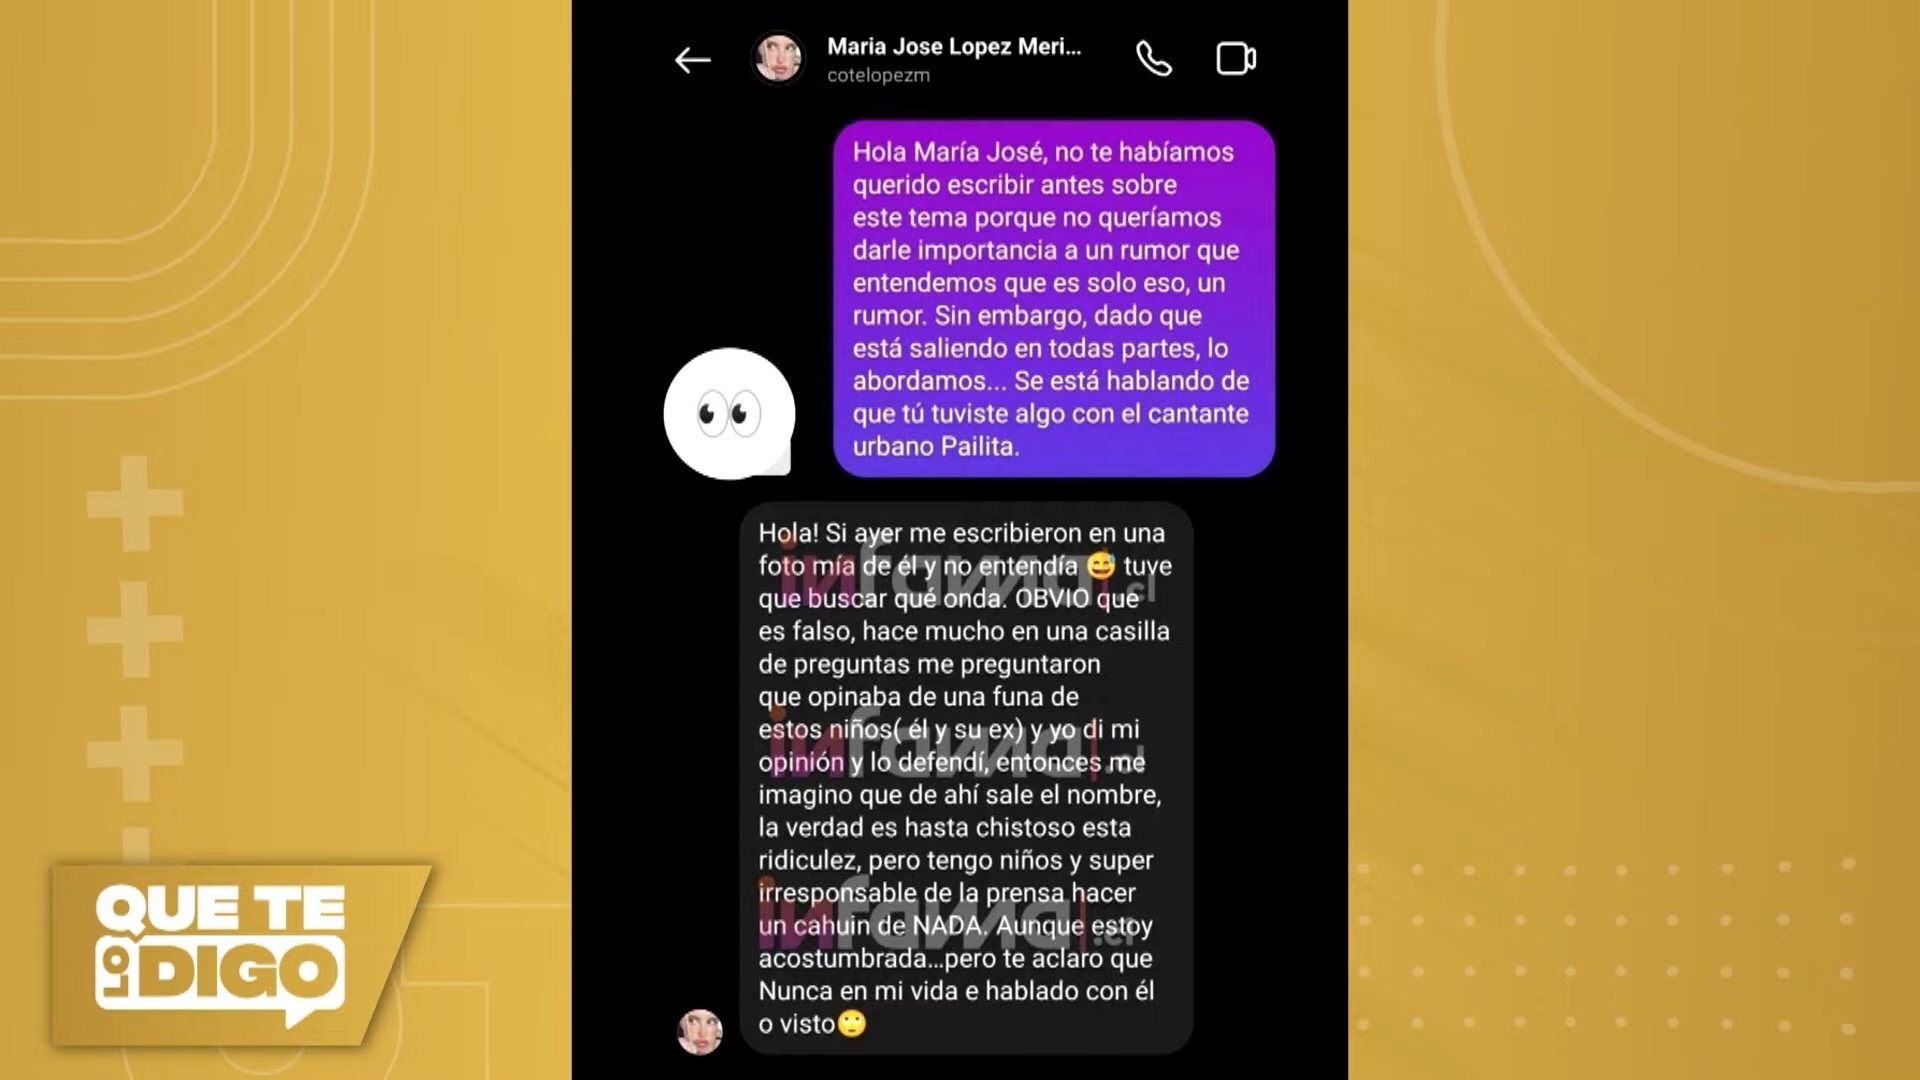 Maria Jose Lopez Meri...
cotelopezm
Hola María José, no te habíamos
querido escribir antes sobre
este tema porque no queríamos
darle importancia a un rumor que
entendemos que es solo eso, un
rumor. Sin embargo, dado que
está saliendo en todas partes, lo
abordamos... Se está hablando de
que tú tuviste algo con el cantante
urbano Pailita.
Hola! Si ayer me escribieron en una
foto mía de él y no entendía 😅 tuve
que buscar qué onda. OBVIO que
es falso, hace mucho en una casilla
de preguntas me preguntaron
que opinaba de una funa de
estos niños( él y su ex) y yo di mi
opinión y lo defendí, entonces me
imagino que de ahí sale el nombre,
la verdad es hasta chistoso esta
ridiculez, pero tengo niños y super
irresponsable de la prensa hacer
un cahuin de NADA. Aunque estoy
acostumbrada...pero te aclaro que
Nunca en mi vida e hablado con él
o visto🙄
infama.cl
infama.cl
infama.cl
QUE TE
LO DIGO